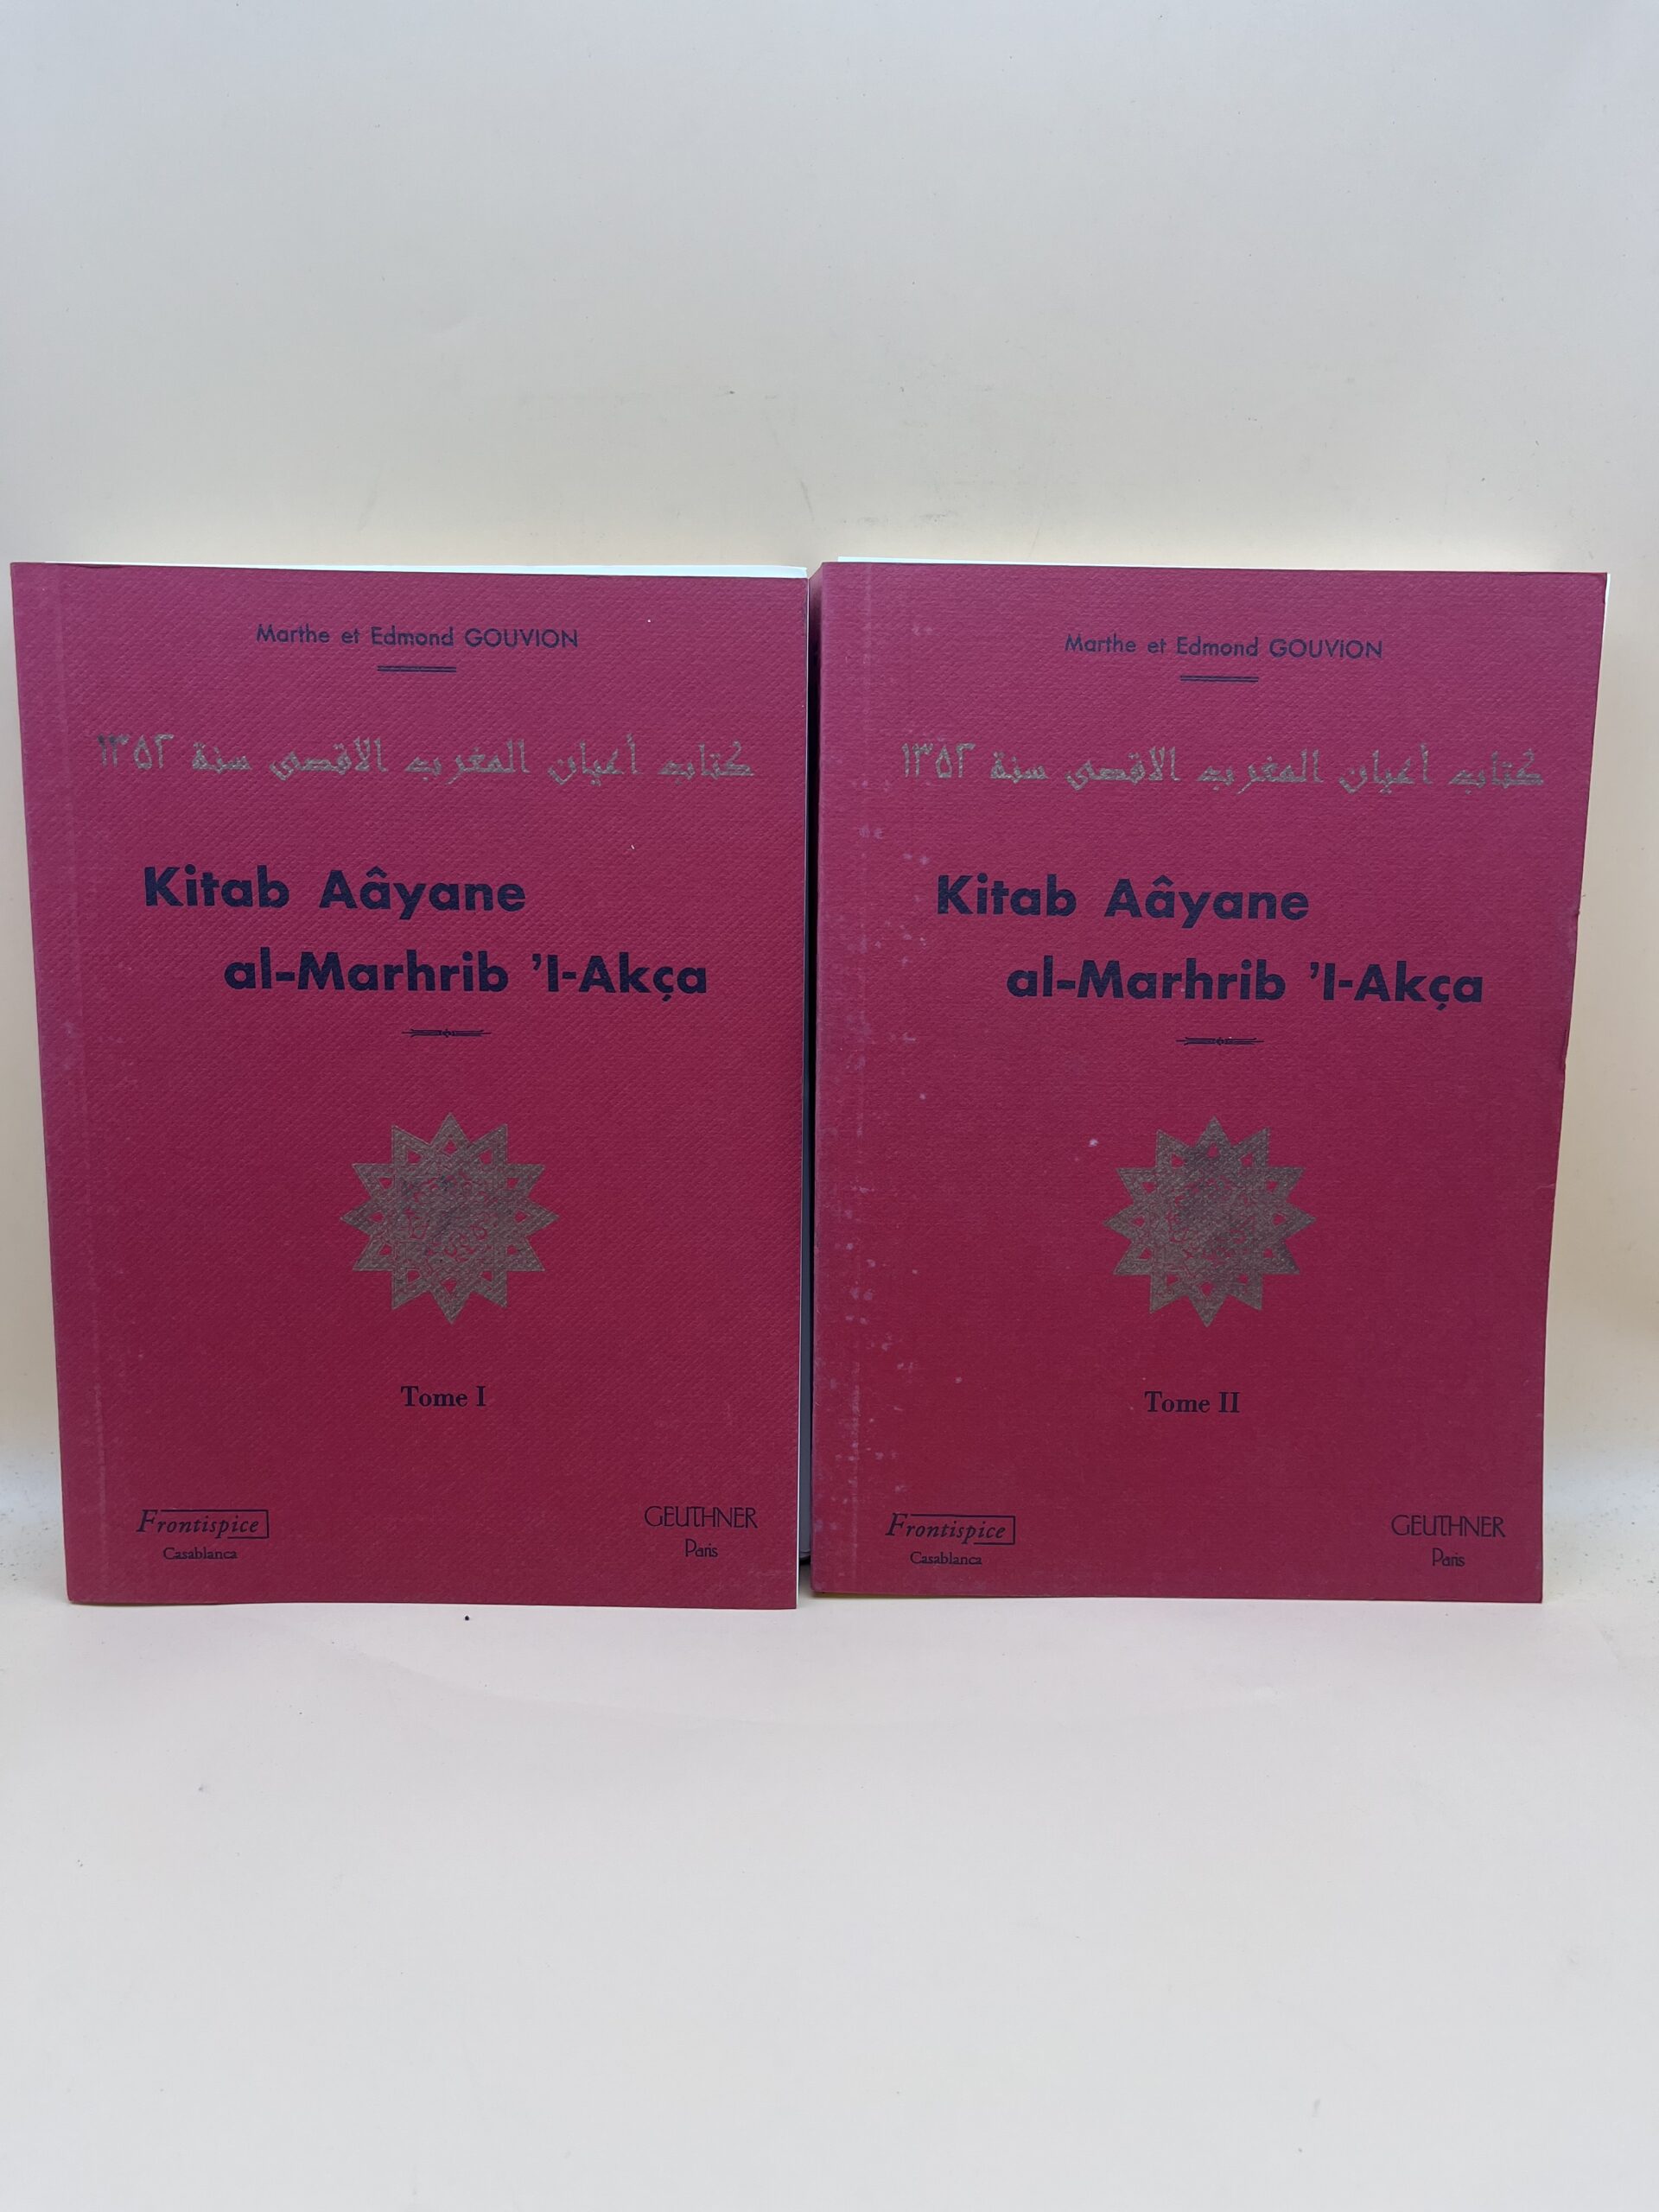 Marthe et Edmond GOUVION
كتاب أعيان المغرب الاقصى سنة ١٣٥٢
Kitab Aâyane
al-Marhrib 'l-Akça
Tome I
Frontispice
Casablanca
GEUTHNER
Paris
Marthe et Edmond GOUVION
كتاب أعيان المغرب الاقصى سنة ١٣٥٢
Kitab Aâyane
al-Marhrib 'l-Akça
Tome II
Frontispice
Casablanca
GEUTHNER
Paris